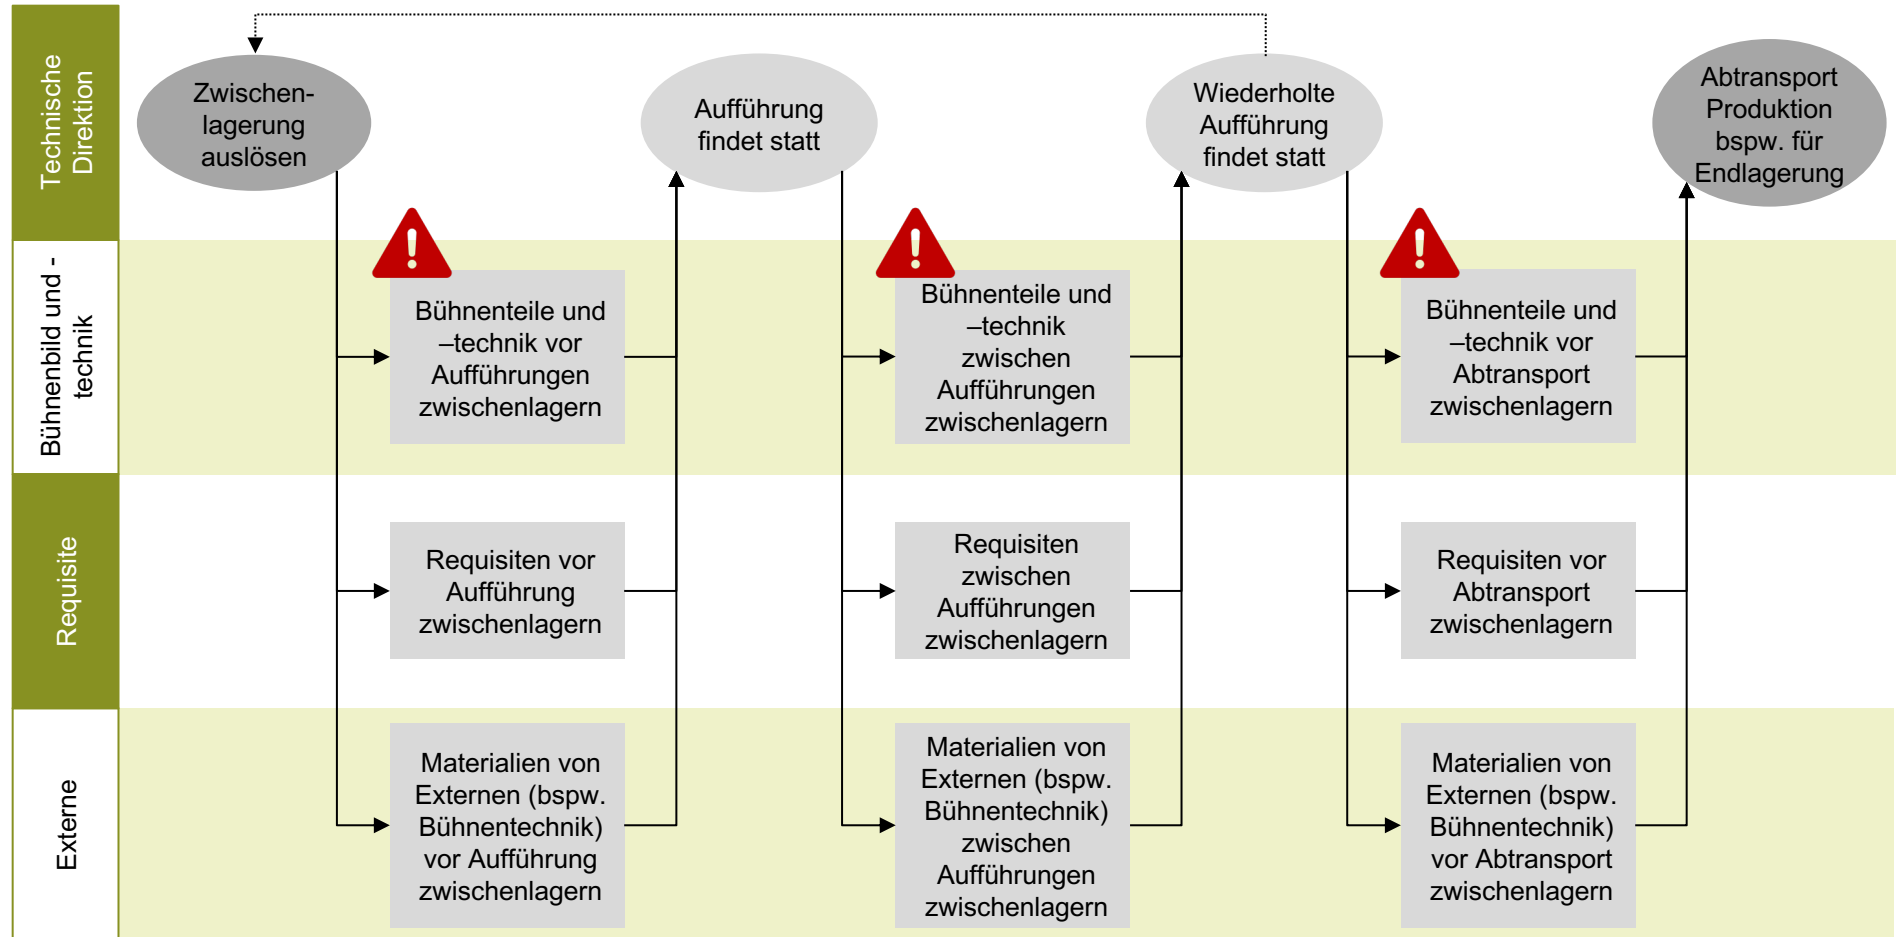 Technische
Direktion
Zwischen-
lagerung
auslösen
Aufführung
findet statt
Wiederholte
Aufführung
findet statt
Abtransport
Produktion
bspw. für
Endlagerung
Bühnenbild und -
technik
Bühnenteile und
–technik vor
Aufführungen
zwischenlagern
Bühnenteile und
–technik
zwischen
Aufführungen
zwischenlagern
Bühnenteile und
–technik vor
Abtransport
zwischenlagern
Requisite
Requisiten vor
Aufführung
zwischenlagern
Requisiten
zwischen
Aufführungen
zwischenlagern
Requisiten vor
Abtransport
zwischenlagern
Externe
Materialien von
Externen (bspw.
Bühnentechnik)
vor Aufführung
zwischenlagern
Materialien von
Externen (bspw.
Bühnentechnik)
zwischen
Aufführungen
zwischenlagern
Materialien von
Externen (bspw.
Bühnentechnik)
vor Abtransport
zwischenlagern